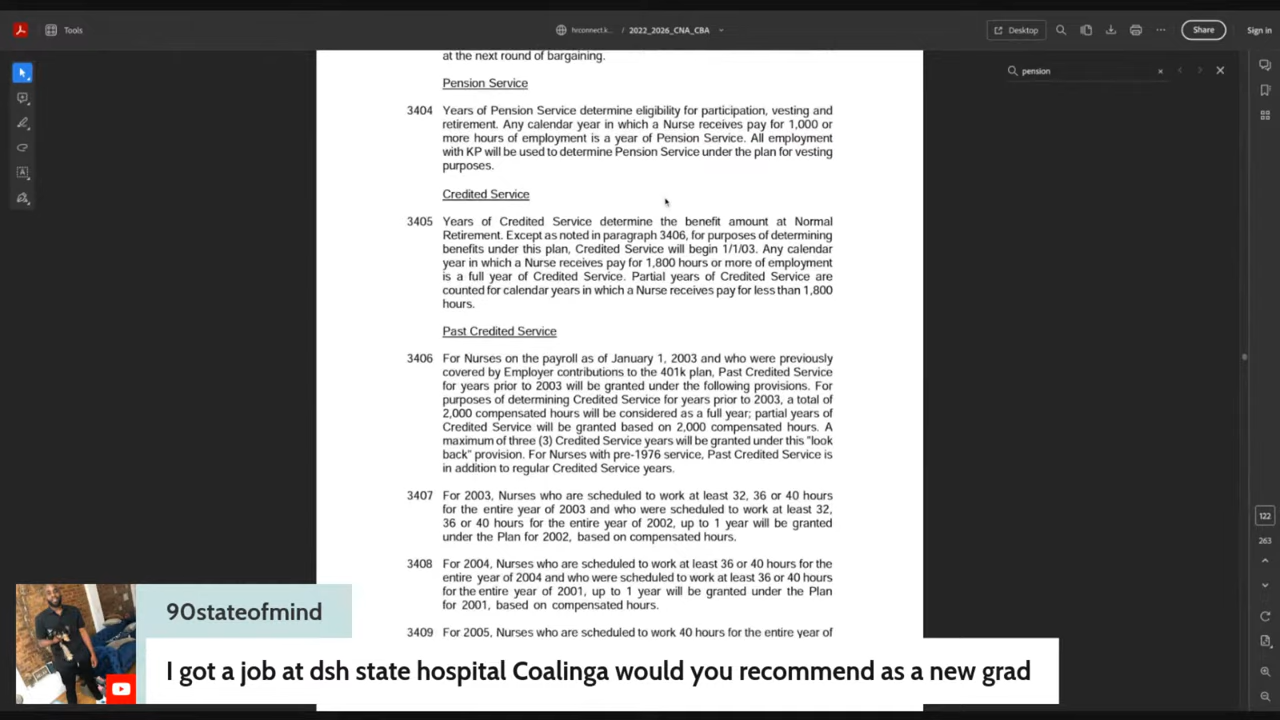 Tools
hrconnect.k... / 2022_2026_CNA_CBA
Desktop
Share
Sign in
pension
at the next round of bargaining.
Pension Service
3404 Years of Pension Service determine eligibility for participation, vesting and
retirement. Any calendar year in which a Nurse receives pay for 1,000 or
more hours of employment is a year of Pension Service. All employment
with KP will be used to determine Pension Service under the plan for vesting
purposes.
Credited Service
3405 Years of Credited Service determine the benefit amount at Normal
Retirement. Except as noted in paragraph 3406, for purposes of determining
benefits under this plan, Credited Service will begin 1/1/03. Any calendar
year in which a Nurse receives pay for 1,800 hours or more of employment
is a full year of Credited Service. Partial years of Credited Service are
counted for calendar years in which a Nurse receives pay for less than 1,800
hours.
Past Credited Service
3406 For Nurses on the payroll as of January 1, 2003 and who were previously
covered by Employer contributions to the 401k plan, Past Credited Service
for years prior to 2003 will be granted under the following provisions. For
purposes of determining Credited Service for years prior to 2003, a total of
2,000 compensated hours will be considered as a full year; partial years of
Credited Service will be granted based on 2,000 compensated hours. A
maximum of three (3) Credited Service years will be granted under this "look
back" provision. For Nurses with pre-1976 service, Past Credited Service is
in addition to regular Credited Service years.
3407 For 2003, Nurses who are scheduled to work at least 32, 36 or 40 hours
for the entire year of 2003 and who were scheduled to work at least 32,
36 or 40 hours for the entire year of 2002, up to 1 year will be granted
under the Plan for 2002, based on compensated hours.
3408 For 2004, Nurses who are scheduled to work at least 36 or 40 hours for the
entire year of 2004 and who were scheduled to work at least 36 or 40 hours
for the entire year of 2001, up to 1 year will be granted under the Plan
for 2001, based on compensated hours.
3409 For 2005, Nurses who are scheduled to work 40 hours for the entire year of
122
263
90stateofmind
I got a job at dsh state hospital Coalinga would you recommend as a new grad